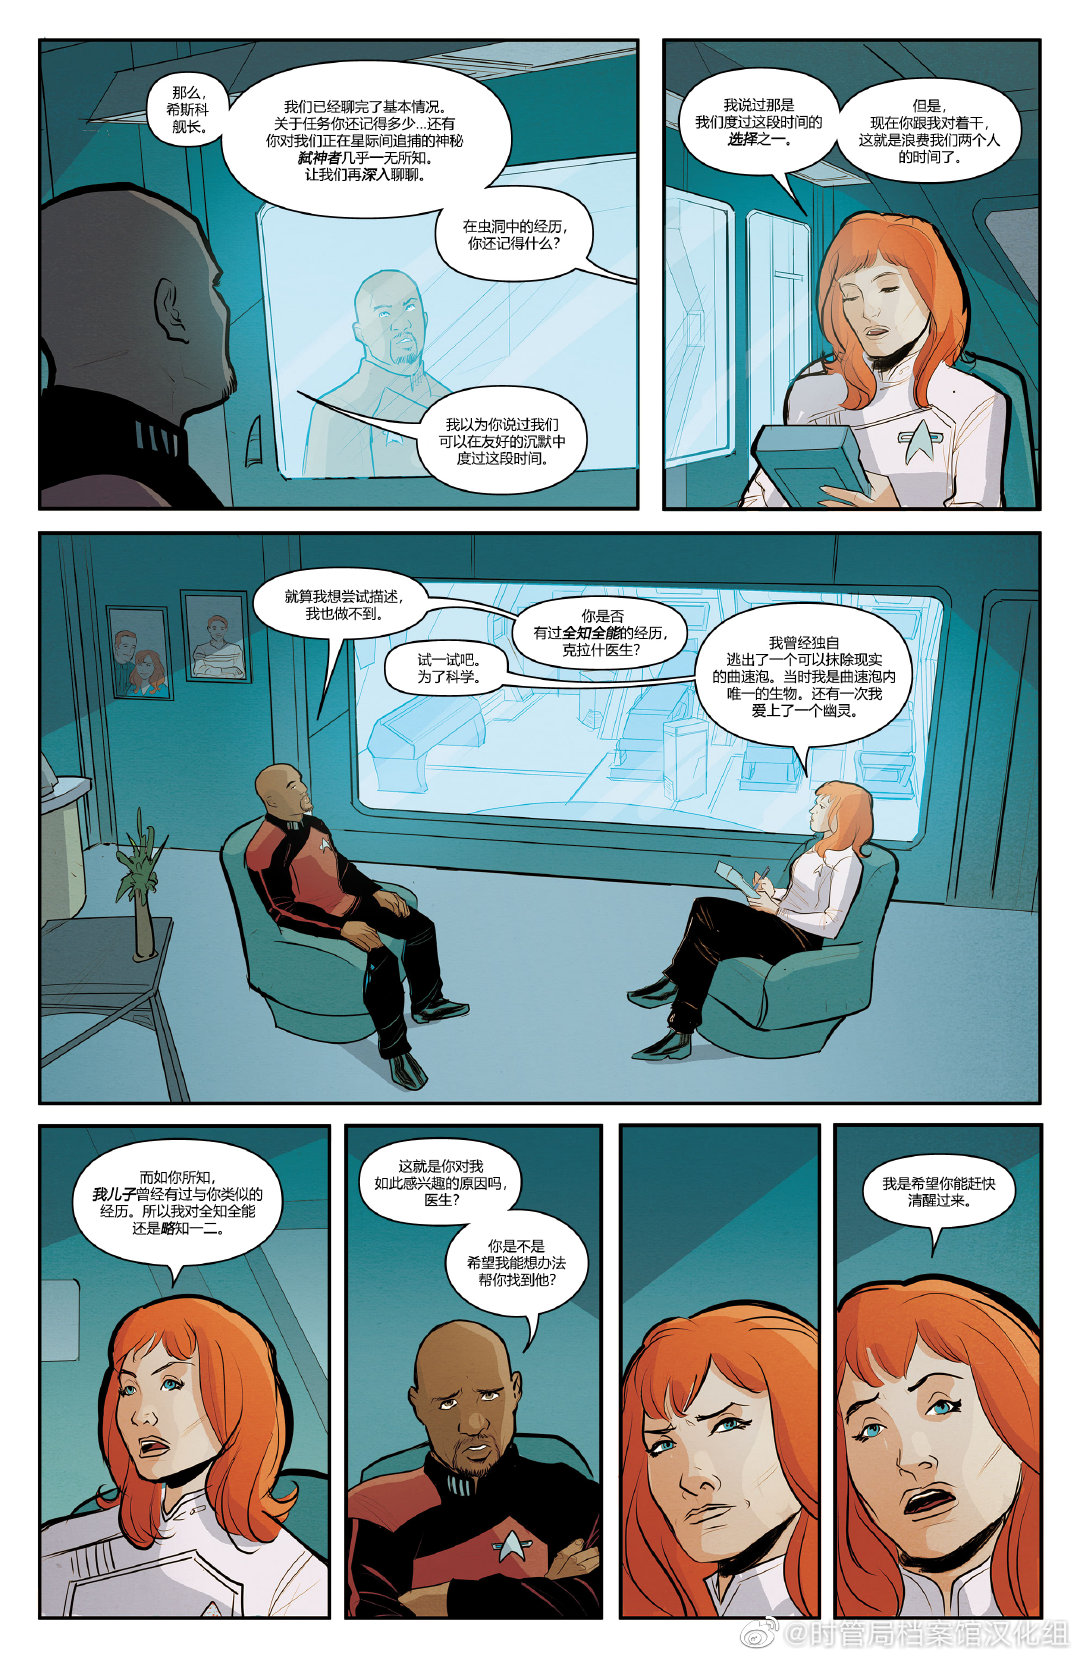 那么，
希斯科
舰长。
我们已经聊完了基本情况。
关于任务你还记得多少...还有
你对我们正在星际间追捕的神秘
弑神者几乎一无所知。
让我们再深入聊聊。
在虫洞中的经历，
你还记得什么？
我以为你说过我们
可以在友好的沉默中
度过这段时间。
我说过那是
我们度过这段时间的
选择之一。
但是，
现在你跟我对着干，
这就是浪费我们两个人
的时间了。
就算我想尝试描述，
我也做不到。
你是否
有过全知全能的经历，
克拉什医生？
试一试吧。
为了科学。
我曾经独自
逃出了一个可以抹除现实
的曲速泡。当时我是曲速泡内
唯一的生物。还有一次我
爱上了一个幽灵。
而如你所知，
我儿子曾经有过与你类似的
经历。所以我对全知全能
还是略知一二。
这就是你对我
如此感兴趣的原因吗，
医生？
你是不是
希望我能想办法
帮你找到他？
我是希望你能赶快
清醒过来。
@时管局档案馆汉化组